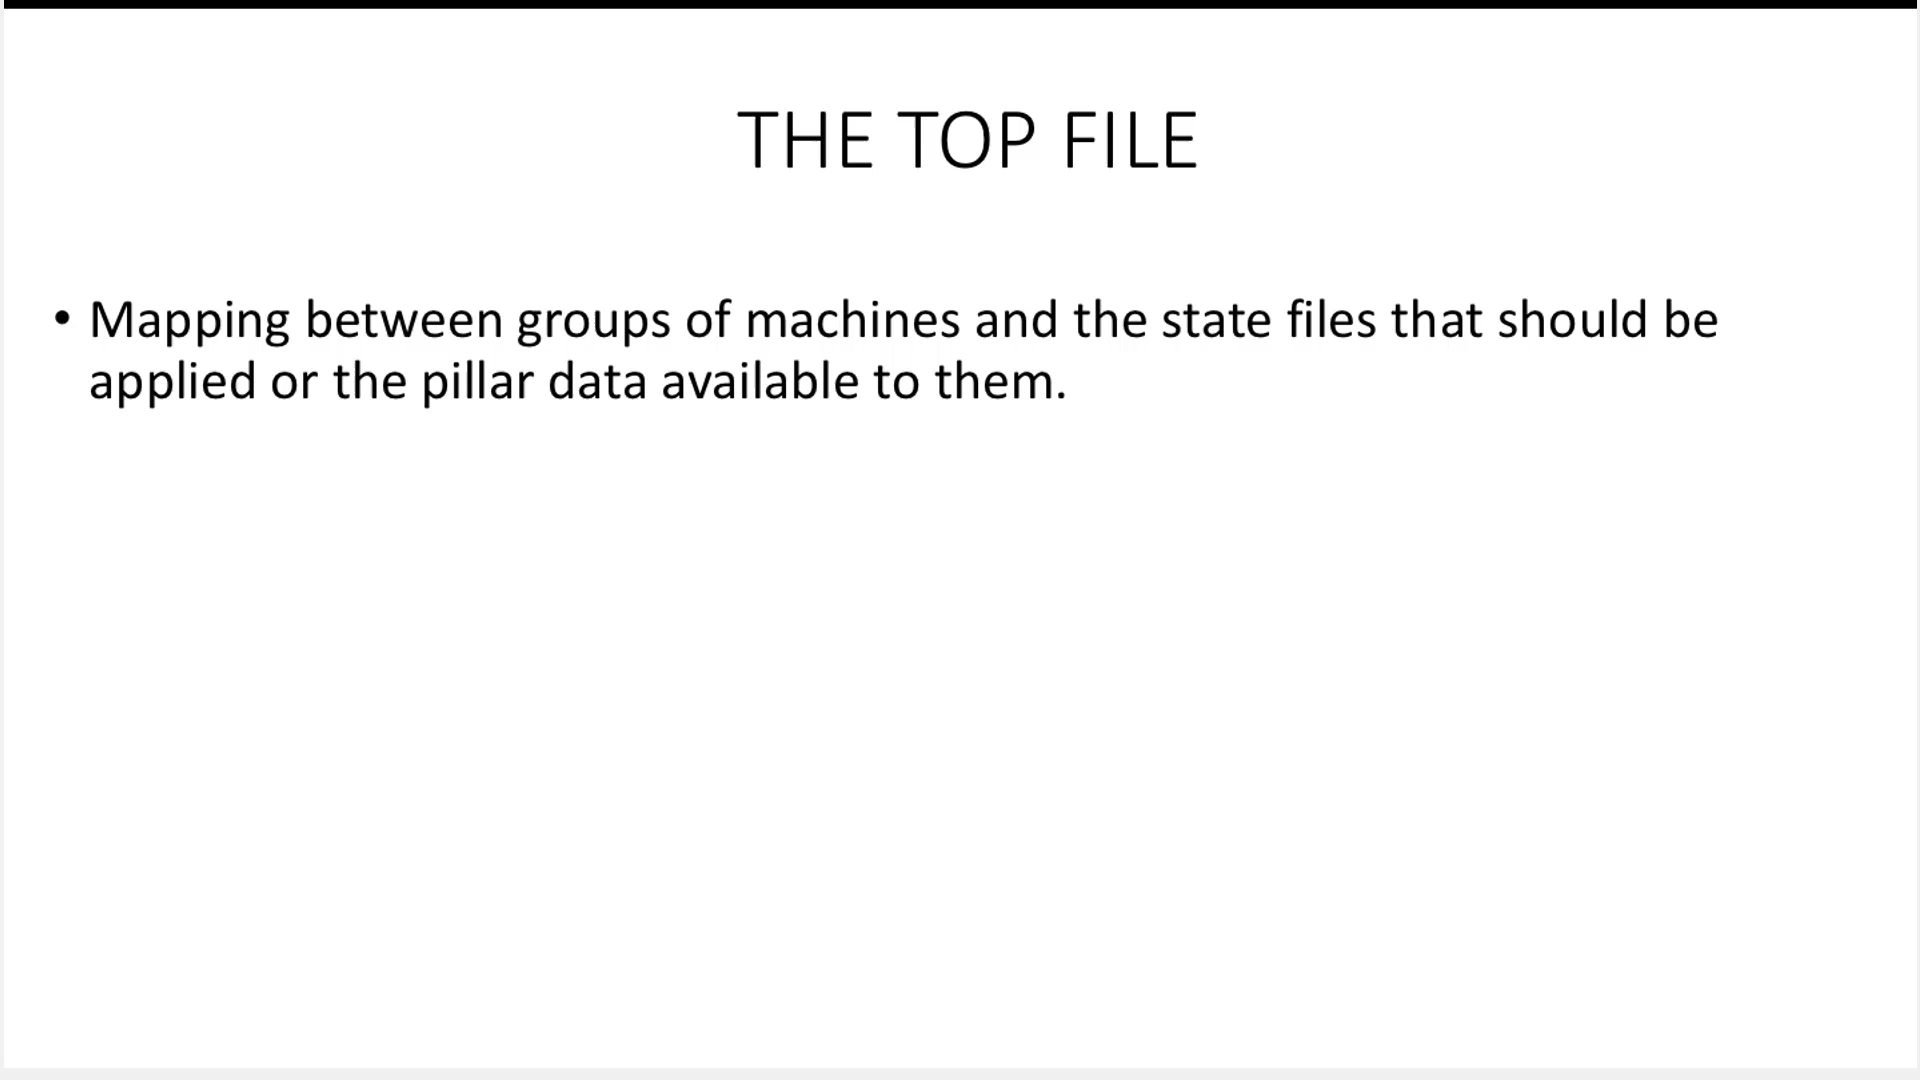 THE TOP FILE
• Mapping between groups of machines and the state files that should be
applied or the pillar data available to them.